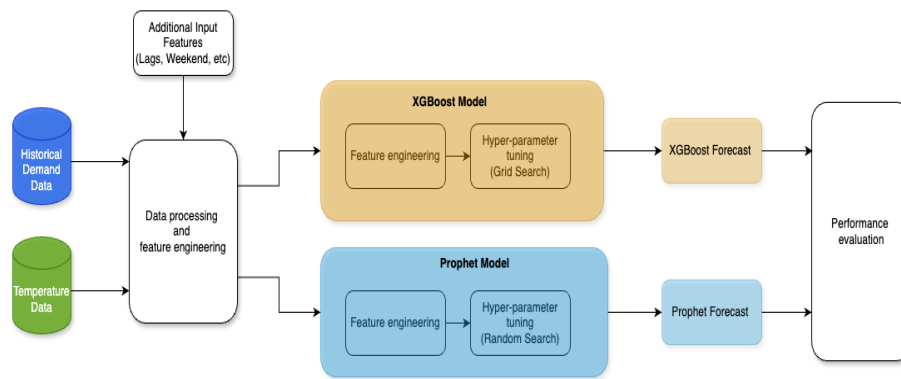 Additional Input
Features
(Lags, Weekend, etc)
Historical
Demand
Data
Temperature
Data
Data processing
and
feature engineering
XGBoost Model
Feature engineering
Hyper-parameter
tuning
(Grid Search)
XGBoost Forecast
Prophet Model
Feature engineering
Hyper-parameter
tuning
(Random Search)
Prophet Forecast
Performance
evaluation